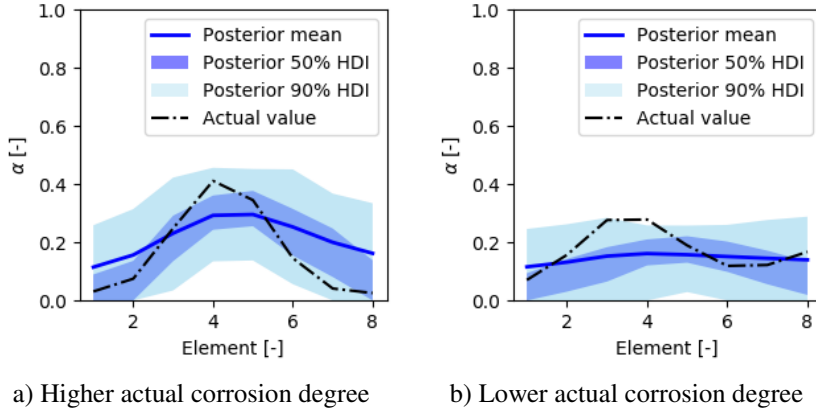 1.0
0.8
0.6
0.4
0.2
0.0
α [-]
2
4
6
8
Element [-]
Posterior mean
Posterior 50% HDI
Posterior 90% HDI
Actual value
a) Higher actual corrosion degree
1.0
0.8
0.6
0.4
0.2
0.0
α [-]
2
4
6
8
Element [-]
Posterior mean
Posterior 50% HDI
Posterior 90% HDI
Actual value
b) Lower actual corrosion degree